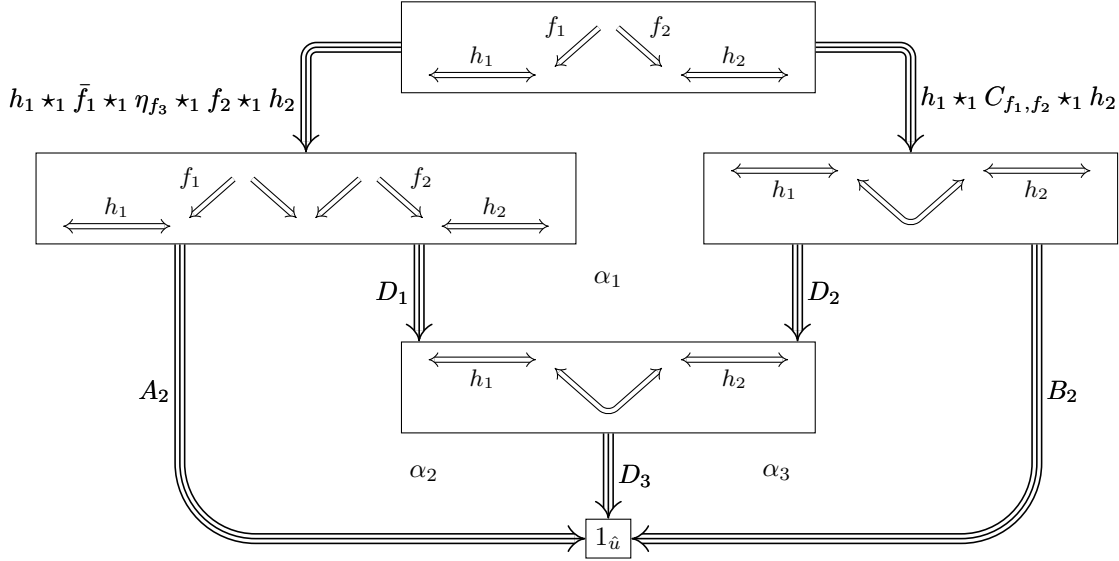 f₁ f₂
h₁ h₂
h₁ ⋆₁ f̄₁ ⋆₁ η_{f₃} ⋆₁ f₂ ⋆₁ h₂
h₁ ⋆₁ C_{f₁,f₂} ⋆₁ h₂
f₁ f₂
h₁ h₂
h₁ h₂
α₁
D₁ D₂
h₁ h₂
A₂ B₂
α₂ D₃ α₃
1_{û}